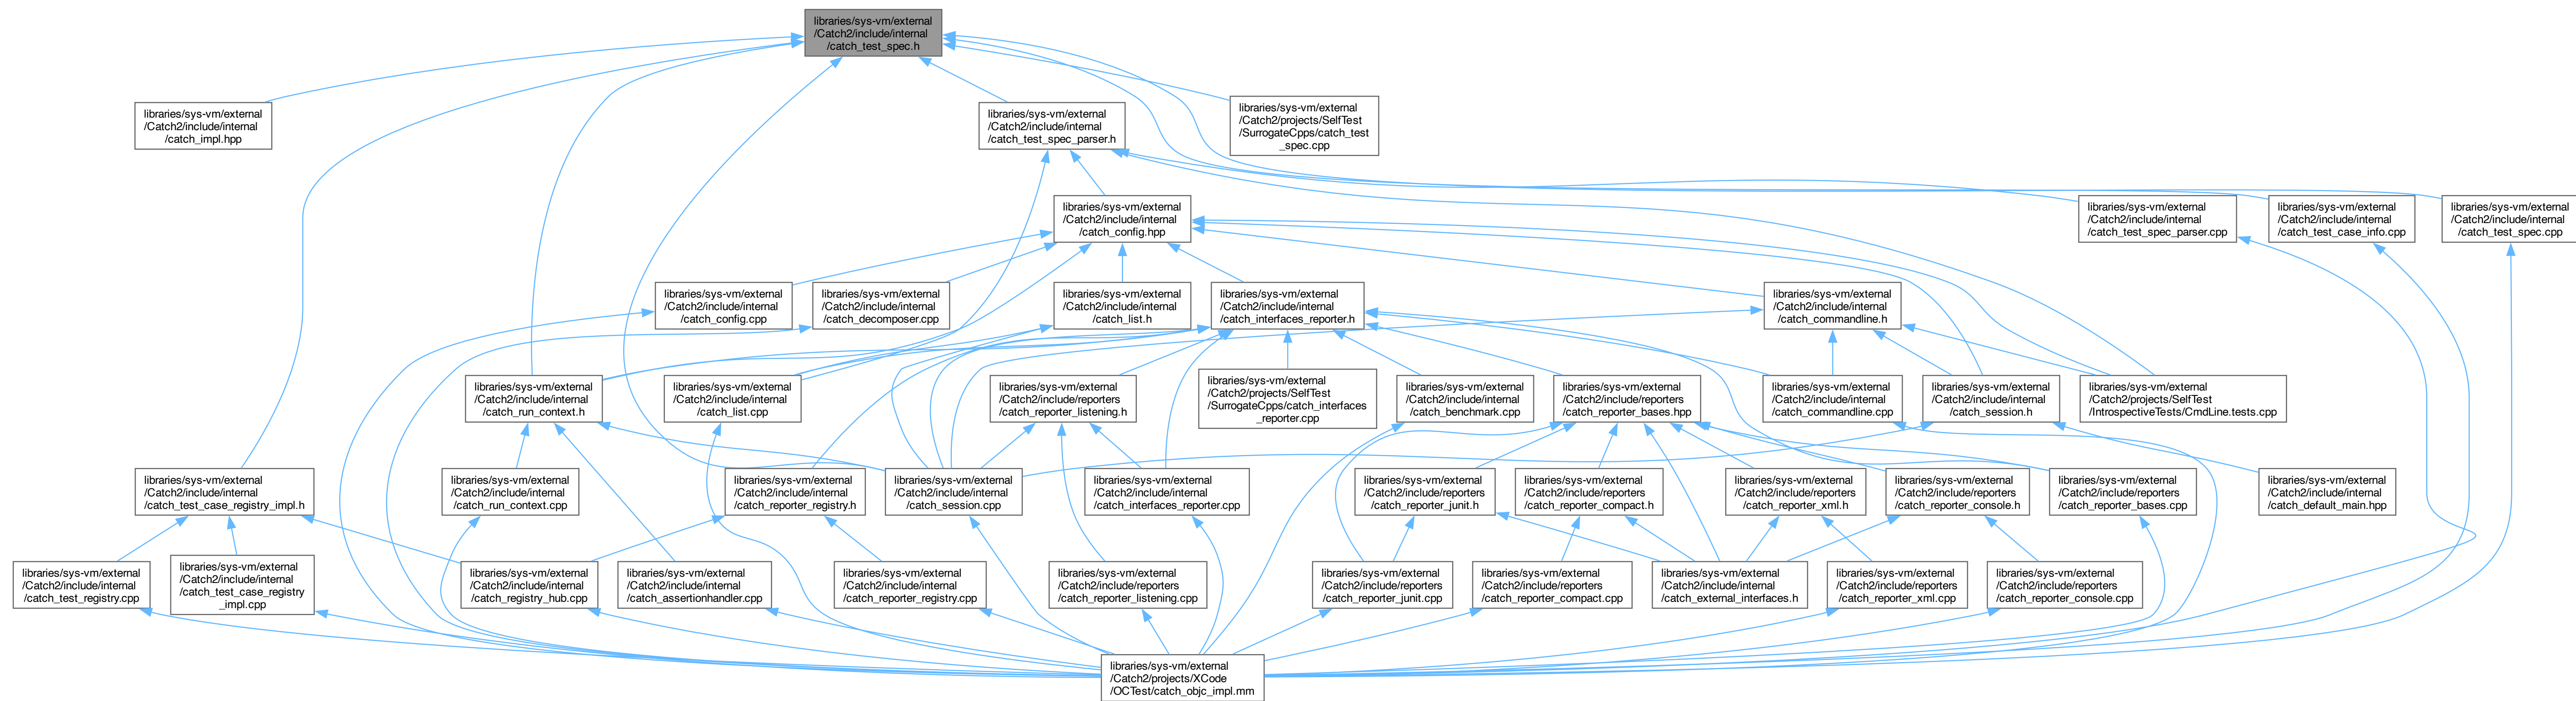 libraries/sys-vm/external
/Catch2/include/internal
/catch_test_spec.h
libraries/sys-vm/external
/Catch2/include/internal
/catch_impl.hpp
libraries/sys-vm/external
/Catch2/include/internal
/catch_test_spec_parser.h
libraries/sys-vm/external
/Catch2/projects/SelfTest
/SurrogateCpps/catch_test
_spec.cpp
libraries/sys-vm/external
/Catch2/include/internal
/catch_config.hpp
libraries/sys-vm/external
/Catch2/include/internal
/catch_test_spec_parser.cpp
libraries/sys-vm/external
/Catch2/include/internal
/catch_test_case_info.cpp
libraries/sys-vm/external
/Catch2/include/internal
/catch_test_spec.cpp
libraries/sys-vm/external
/Catch2/include/internal
/catch_config.cpp
libraries/sys-vm/external
/Catch2/include/internal
/catch_decomposer.cpp
libraries/sys-vm/external
/Catch2/include/internal
/catch_list.h
libraries/sys-vm/external
/Catch2/include/internal
/catch_interfaces_reporter.h
libraries/sys-vm/external
/Catch2/include/internal
/catch_commandline.h
libraries/sys-vm/external
/Catch2/include/internal
/catch_run_context.h
libraries/sys-vm/external
/Catch2/include/internal
/catch_list.cpp
libraries/sys-vm/external
/Catch2/include/reporters
/catch_reporter_listening.h
libraries/sys-vm/external
/Catch2/projects/SelfTest
/SurrogateCpps/catch_interfaces
_reporter.cpp
libraries/sys-vm/external
/Catch2/include/internal
/catch_benchmark.cpp
libraries/sys-vm/external
/Catch2/include/reporters
/catch_reporter_bases.hpp
libraries/sys-vm/external
/Catch2/include/internal
/catch_commandline.cpp
libraries/sys-vm/external
/Catch2/include/internal
/catch_session.h
libraries/sys-vm/external
/Catch2/projects/SelfTest
/IntrospectiveTests/CmdLine.tests.cpp
libraries/sys-vm/external
/Catch2/include/internal
/catch_test_case_registry_impl.h
libraries/sys-vm/external
/Catch2/include/internal
/catch_run_context.cpp
libraries/sys-vm/external
/Catch2/include/internal
/catch_reporter_registry.h
libraries/sys-vm/external
/Catch2/include/internal
/catch_session.cpp
libraries/sys-vm/external
/Catch2/include/internal
/catch_interfaces_reporter.cpp
libraries/sys-vm/external
/Catch2/include/reporters
/catch_reporter_junit.h
libraries/sys-vm/external
/Catch2/include/reporters
/catch_reporter_compact.h
libraries/sys-vm/external
/Catch2/include/reporters
/catch_reporter_xml.h
libraries/sys-vm/external
/Catch2/include/reporters
/catch_reporter_console.h
libraries/sys-vm/external
/Catch2/include/reporters
/catch_reporter_bases.cpp
libraries/sys-vm/external
/Catch2/include/internal
/catch_default_main.hpp
libraries/sys-vm/external
/Catch2/include/internal
/catch_test_registry.cpp
libraries/sys-vm/external
/Catch2/include/internal
/catch_test_case_registry
_impl.cpp
libraries/sys-vm/external
/Catch2/include/internal
/catch_registry_hub.cpp
libraries/sys-vm/external
/Catch2/include/internal
/catch_assertionhandler.cpp
libraries/sys-vm/external
/Catch2/include/internal
/catch_reporter_registry.cpp
libraries/sys-vm/external
/Catch2/include/reporters
/catch_reporter_listening.cpp
libraries/sys-vm/external
/Catch2/include/reporters
/catch_reporter_junit.cpp
libraries/sys-vm/external
/Catch2/include/reporters
/catch_reporter_compact.cpp
libraries/sys-vm/external
/Catch2/include/internal
/catch_external_interfaces.h
libraries/sys-vm/external
/Catch2/include/reporters
/catch_reporter_xml.cpp
libraries/sys-vm/external
/Catch2/include/reporters
/catch_reporter_console.cpp
libraries/sys-vm/external
/Catch2/projects/XCode
/OCTest/catch_objc_impl.mm